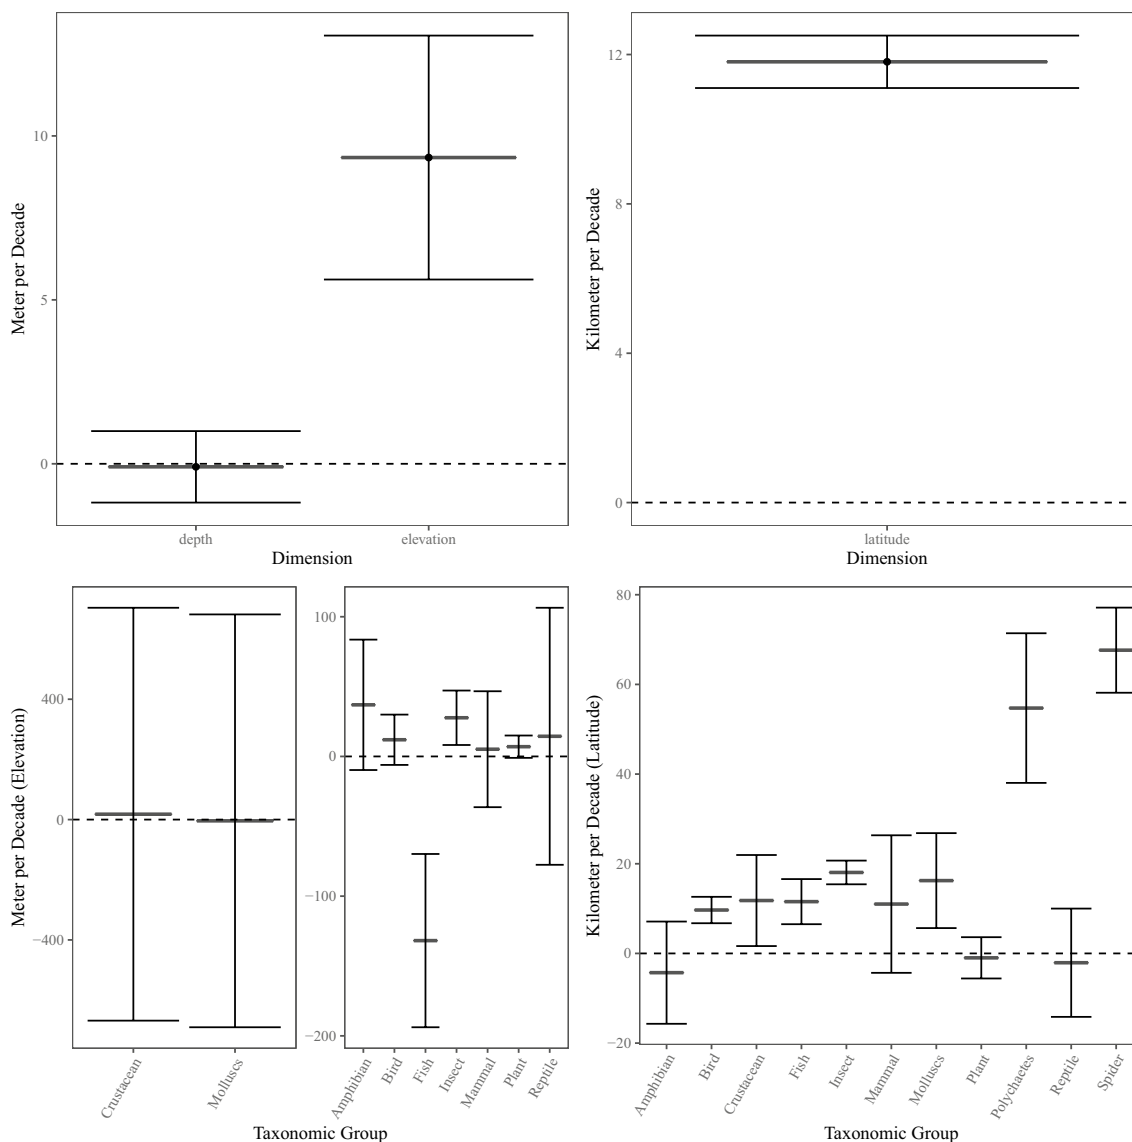 Meter per Decade
10
5
0
depth
elevation
Dimension
Kilometer per Decade
12
8
4
0
latitude
Dimension
Meter per Decade (Elevation)
400
0
−400
Crustacean
Molluscs
100
0
−100
−200
Amphibian
Bird
Fish
Insect
Mammal
Plant
Reptile
Taxonomic Group
Kilometer per Decade (Latitude)
80
60
40
20
0
−20
Amphibian
Bird
Crustacean
Fish
Insect
Mammal
Molluscs
Plant
Polychaetes
Reptile
Spider
Taxonomic Group